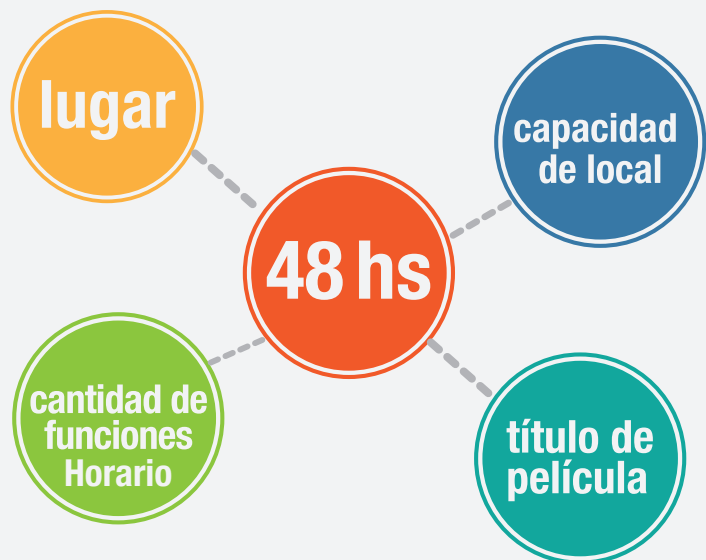 lugar
capacidad
de local
48 hs
cantidad de
funciones
Horario
título de
película